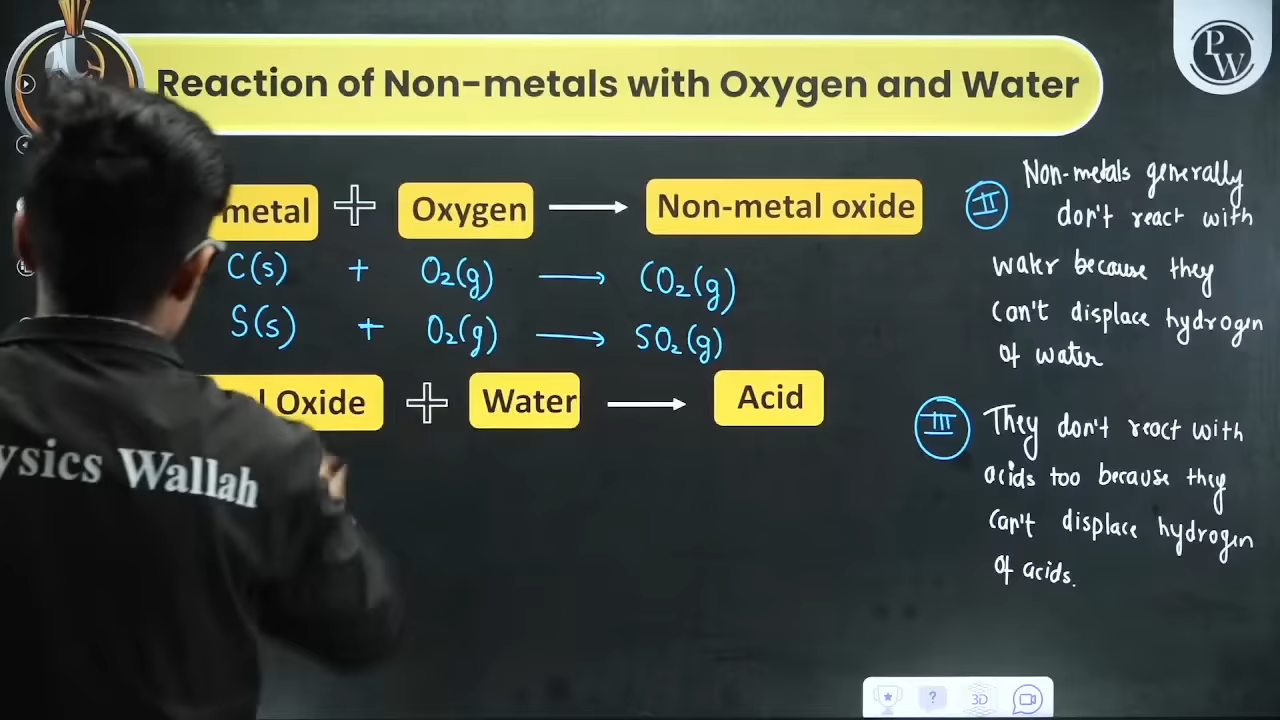 Reaction of Non-metals with Oxygen and Water
PW
metal + Oxygen → Non-metal oxide
C(s) + O₂(g) → CO₂(g)
S(s) + O₂(g) → SO₂(g)
l Oxide + Water → Acid
II Non-metals generally
don't react with
water because they
can't displace hydrogen
of water
III They don't react with
acids too because they
can't displace hydrogen
of acids.
ysics Wallah
?
3D